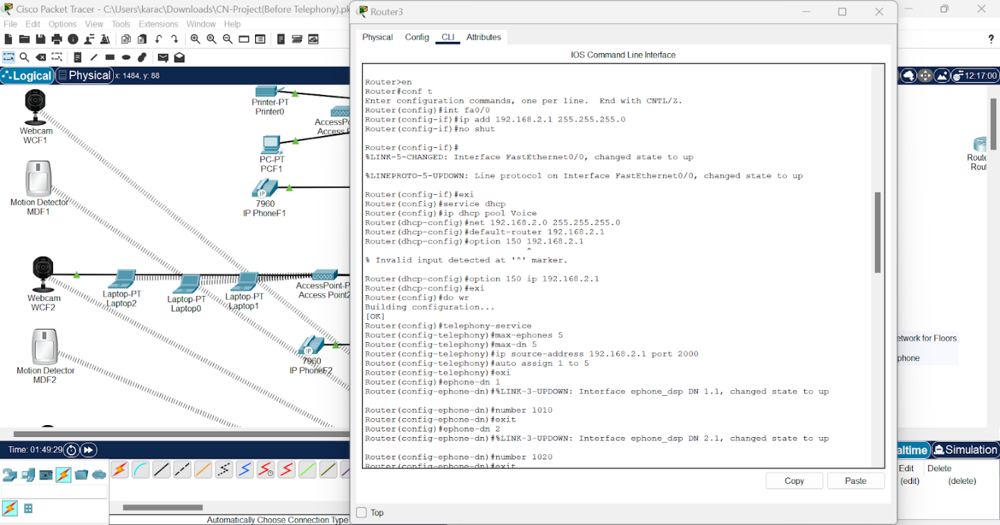 Cisco Packet Tracer - C:\Users\karac\Downloads\CN-Project(Before Telephony).pk
File Edit Options View Tools Extensions Window Help
Logical Physical x: 1484, y: 88
12:17:00
Webcam
WCF1
Motion Detector
MDF1
Webcam
WCF2
Motion Detector
MDF2
Printer-PT
Printer0
AccessPo
Access P
PC-PT
PCF1
IP
7960
IP PhoneF1
Laptop-PT
Laptop2
Laptop-PT
Laptop0
Laptop-PT
Laptop1
AccessPoint-P
Access Point2
IP
7960
IP PhoneF2
Time: 01:49:29
Automatically Choose Connection Type
Router3
Physical Config CLI Attributes
IOS Command Line Interface
Router>en
Router#conf t
Enter configuration commands, one per line. End with CNTL/Z.
Router(config)#int fa0/0
Router(config-if)#ip add 192.168.2.1 255.255.255.0
Router(config-if)#no shut
Router(config-if)#
%LINK-5-CHANGED: Interface FastEthernet0/0, changed state to up
%LINEPROTO-5-UPDOWN: Line protocol on Interface FastEthernet0/0, changed state to up
Router(config-if)#exi
Router(config)#service dhcp
Router(config)#ip dhcp pool Voice
Router(dhcp-config)#net 192.168.2.0 255.255.255.0
Router(dhcp-config)#default-router 192.168.2.1
Router(dhcp-config)#option 150 192.168.2.1
^
% Invalid input detected at '^' marker.
Router(dhcp-config)#option 150 ip 192.168.2.1
Router(dhcp-config)#exi
Router(config)#do wr
Building configuration...
[OK]
Router(config)#telephony-service
Router(config-telephony)#max-ephones 5
Router(config-telephony)#max-dn 5
Router(config-telephony)#ip source-address 192.168.2.1 port 2000
Router(config-telephony)#auto assign 1 to 5
Router(config-telephony)#exi
Router(config)#ephone-dn 1
Router(config-ephone-dn)#%LINK-3-UPDOWN: Interface ephone_dsp DN 1.1, changed state to up
Router(config-ephone-dn)#number 1010
Router(config-ephone-dn)#exit
Router(config)#ephone-dn 2
Router(config-ephone-dn)#%LINK-3-UPDOWN: Interface ephone_dsp DN 2.1, changed state to up
Router(config-ephone-dn)#number 1020
Router(config-ephone-dn)#exit
Copy Paste
Top
Route
Rout
etwork for Floors
phone
altime Simulation
Edit Delete
(edit) (delete)